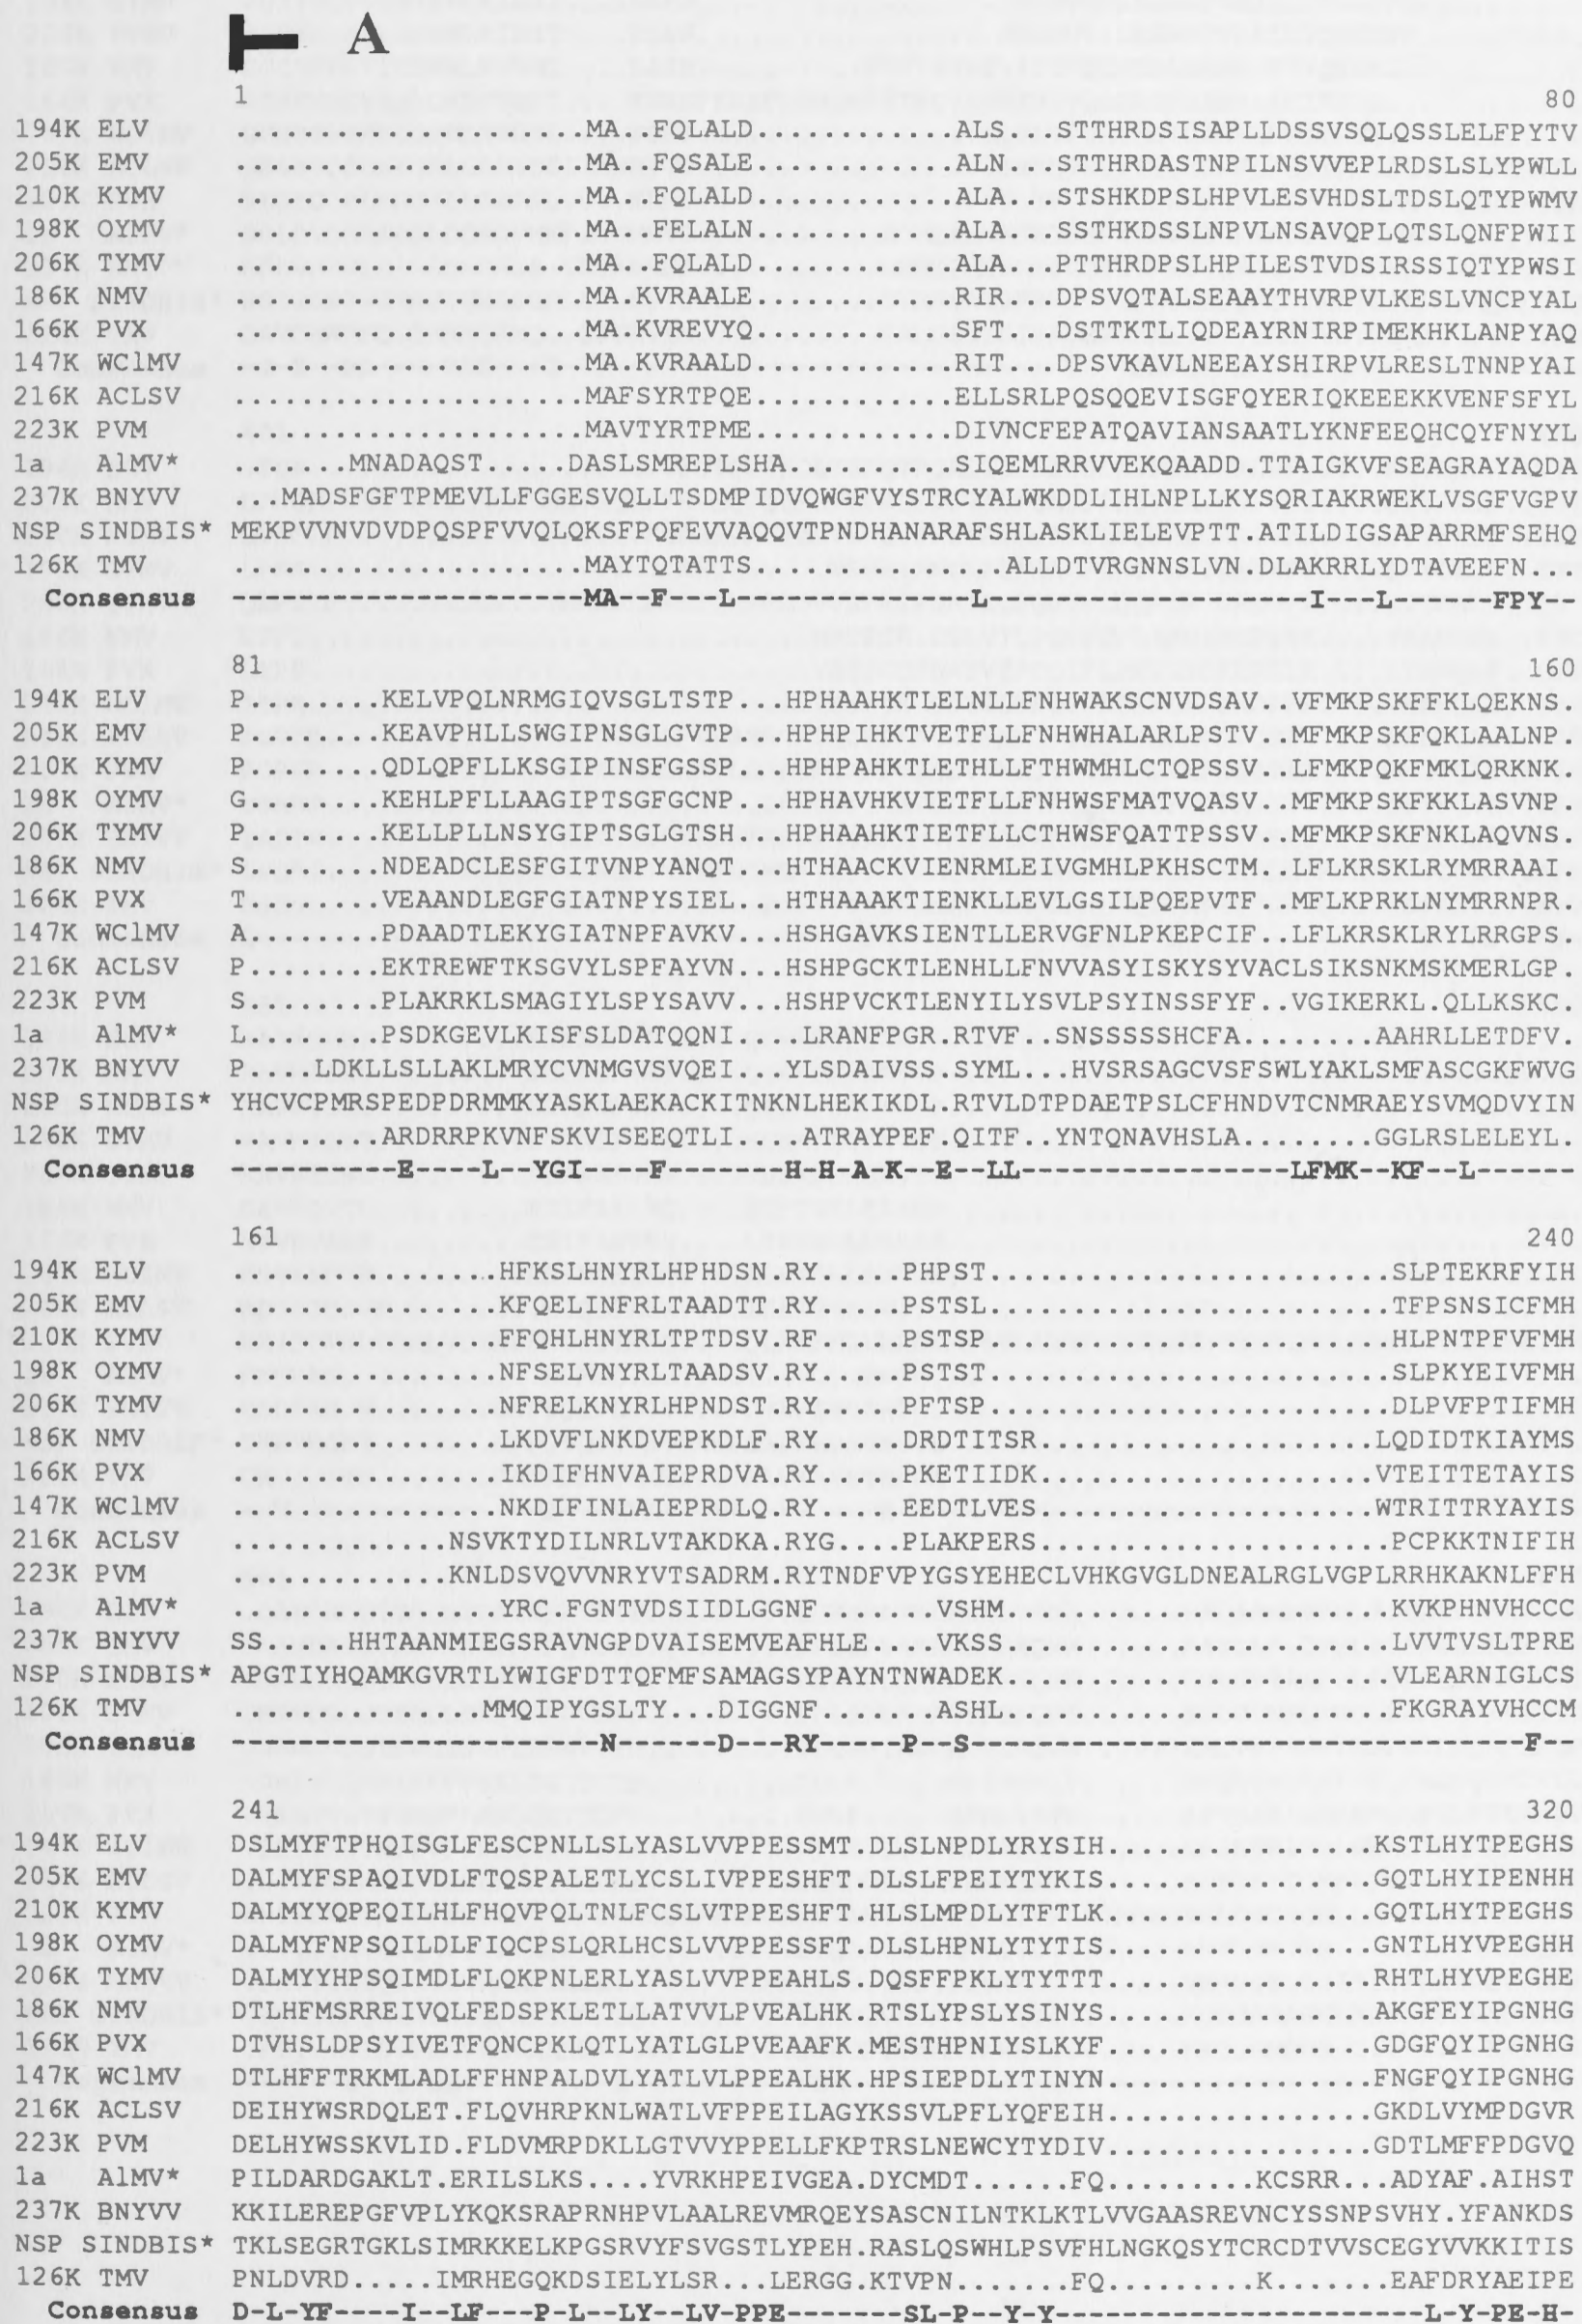 A
1 80
194K ELV .....................MA..FQLALD............ALS...STTHRDSISAPLLDSSVSQLQSSLELFPYTV
205K EMV .....................MA..FQSALE............ALN...STTHRDASTNPILNSVVEPLRDSLSLYPWLL
210K KYMV .....................MA..FQLALD............ALA...STSHKDPSLHPVLESVHDSLTDSLQTYPWMV
198K OYMV .....................MA..FELALN............ALA...SSTHKDSSLNPVLNSAVQPLQTSLQNFPWII
206K TYMV .....................MA..FQLALD............ALA...PTTHRDPSLHPILESTVDSIRSSIQTYPWSI
186K NMV .....................MA.KVRAALE............RIR...DPSVQTALSEAAYTHVRPVLKESLVNCPYAL
166K PVX .....................MA.KVREVYQ............SFT...DSTTKTLIQDEAYRNIRPIMEKHKLANPYAQ
147K WClMV .....................MA.KVRAALD............RIT...DPSVKAVLNEEAYSHIRPVLRESLTNNPYAI
216K ACLSV .....................MAFSYRTPQE............ELLSRLPQSQQEVISGFQYERIQKEEEKKVENFSFYL
223K PVM .....................MAVTYRTPME............DIVNCFEPATQAVIANSAATLYKNFEEQHCQYFNYYL
1a AlMV* .......MNADAQST.....DASLSMREPLSHA..........SIQEMLRRVVEKQAADD.TTAIGKVFSEAGRAYAQDA
237K BNYVV ...MADSFGFTPMEVLLFGGESVQLLTSDMPIDVQWGFVYSTRCYALWKDDLIHLNPLLKYSQRIAKRWEKLVSGFVGPV
NSP SINDBIS* MEKPVVNVDVDPQSPFVVQLQKSFPQFEVVAQQVTPNDHANARAFSHLASKLIELEVPTT.ATILDIGSAPARRMFSEHQ
126K TMV .....................MAYTQTATTS...............ALLDTVRGNNSLVN.DLAKRRLYDTAVEEFN...
Consensus ---------------------MA--F---L--------------L-------------------I---L------FPY--
81 160
194K ELV P........KELVPQLNRMGIQVSGLTSTP...HPHAAHKTLELNLLFNHWAKSCNVDSAV..VFMKPSKFFKLQEKNS.
205K EMV P........KEAVPHLLSWGIPNSGLGVTP...HPHPIHKTVETFLLFNHWHALARLPSTV..MFMKPSKFQKLAALNP.
210K KYMV P........QDLQPFLLKSGIPINSFGSSP...HPHPAHKTLETHLLFTHWMHLCTQPSSV..LFMKPQKFMKLQRKNK.
198K OYMV G........KEHLPFLLAAGIPTSGFGCNP...HPHAVHKVIETFLLFNHWSFMATVQASV..MFMKPSKFKKLASVNP.
206K TYMV P........KELLPLLNSYGIPTSGLGTSH...HPHAAHKTIETFLLCTHWSFQATTPSSV..MFMKPSKFNKLAQVNS.
186K NMV S........NDEADCLESFGITVNPYANQT...HTHAACKVIENRMLEIVGMHLPKHSCTM..LFLKRSKLRYMRRAAI.
166K PVX T........VEAANDLEGFGIATNPYSIEL...HTHAAAKTIENKLLEVLGSILPQEPVTF..MFLKPRKLNYMRRNPR.
147K WClMV A........PDAADTLEKYGIATNPFAVKV...HSHGAVKSIENTLLERVGFNLPKEPCIF..LFLKRSKLRYLRRGPS.
216K ACLSV P........EKTREWFTKSGVYLSPFAYVN...HSHPGCKTLENHLLFNVVASYISKYSYVACLSIKSNKMSKMERLGP.
223K PVM S........PLAKRKLSMAGIYLSPYSAVV...HSHPVCKTLENYILYSVLPSYINSSFYF..VGIKERKL.QLLKSKC.
1a AlMV* L........PSDKGEVLKISFSLDATQQNI....LRANFPGR.RTVF..SNSSSSSSHCFA........AAHRLLETDFV.
237K BNYVV P....LDKLLSLLAKLMRYCVNMGVSVQEI...YLSDAIVSS.SYML...HVSRSAGCVSFSWLYAKLSMFASCGKFWVG
NSP SINDBIS* YHCVCPMRSPEDPDRMMKYASKLAEKACKITNKNLHEKIKDL.RTVLDTPDAETPSLCFHNDVTCNMRAEYSVMQDVYIN
126K TMV .........ARDRRPKVNFSKVISEEQTLI....ATRAYPEF.QITF..YNTQNAVHSLA........GGLRSLELEYL.
Consensus ----------E----L--YGI----F-------H-H-A-K--E--LL----------------LFMK--KF--L------
161 240
194K ELV ................HFKSLHNYRLHPHDSN.RY.....PHPST........................SLPTEKRFYIH
205K EMV ................KFQELINFRLTAADTT.RY.....PSTSL........................TFPSNSICFMH
210K KYMV ................FFQHLHNYRLTPTDSV.RF.....PSTSP........................HLPNTPFVFMH
198K OYMV ................NFSELVNYRLTAADSV.RY.....PSTST........................SLPKYEIVFMH
206K TYMV ................NFRELKNYRLHPNDST.RY.....PFTSP........................DLPVFPTIFMH
186K NMV ................LKDVFLNKDVEPKDLF.RY.....DRDTITSR....................LQDIDTKIAYMS
166K PVX ................IKDIFHNVAIEPRDVA.RY.....PKETIIDK....................VTEITTETAYIS
147K WClMV ................NKDIFINLAIEPRDLQ.RY.....EEDTLVES....................WTRITTRYAYIS
216K ACLSV .............NSVKTYDILNRLVTAKDKA.RYG....PLAKPERS.....................PCPKKTNIFIH
223K PVM .............KNLDSVQVVNRYVTSADRM.RYTNDFVPYGSYEHECLVHKGVGLDNEALRGLVGPLRRHKAKNLFFH
1a AlMV* ................YRC.FGNTVDSIIDLGGNF.......VSHM.......................KVKPHNVHCCC
237K BNYVV SS.....HHTAANMIEGSRAVNGPDVAISEMVEAFHLE....VKSS.......................LVVTVSLTPRE
NSP SINDBIS* APGTIYHQAMKGVRTLYWIGFDTTQFMFSAMAGSYPAYNTNWADEK.......................VLEARNIGLCS
126K TMV ...............MMQIPYGSLTY...DIGGNF.......ASHL.......................FKGRAYVHCCM
Consensus ----------------------N------D---RY-----P--S----------------------------------F--
241 320
194K ELV DSLMYFTPHQISGLFESCPNLLSLYASLVVPPESSMT.DLSLNPDLYRYSIH................KSTLHYTPEGHS
205K EMV DALMYFSPAQIVDLFTQSPALETLYCSLIVPPESHFT.DLSLFPEIYTYKIS................GQTLHYIPENHH
210K KYMV DALMYYQPEQILHLFHQVPQLTNLFCSLVTPPESHFT.HLSLMPDLYTFTLK................GQTLHYTPEGHS
198K OYMV DALMYFNPSQILDLFIQCPSLQRLHCSLVVPPESSFT.DLSLHPNLYTYTIS................GNTLHYVPEGHH
206K TYMV DALMYYHPSQIMDLFLQKPNLERLYASLVVPPEAHLS.DQSFFPKLYTYTTT................RHTLHYVPEGHE
186K NMV DTLHFMSRREIVQLFEDSPKLETLLATVVLPVEALHK.RTSLYPSLYSINYS................AKGFEYIPGNHG
166K PVX DTVHSLDPSYIVETFQNCPKLQTLYATLGLPVEAAFK.MESTHPNIYSLKYF................GDGFQYIPGNHG
147K WClMV DTLHFFTRKMLADLFFHNPALDVLYATLVLPPEALHK.HPSIEPDLYTINYN................FNGFQYIPGNHG
216K ACLSV DEIHYWSRDQLET.FLQVHRPKNLWATLVFPPEILAGYKSSVLPFLYQFEIH................GKDLVYMPDGVR
223K PVM DELHYWSSKVLID.FLDVMRPDKLLGTVVYPPELLFKPTRSLNEWCYTYDIV................GDTLMFFPDGVQ
1a AlMV* PILDARDGAKLT.ERILSLKS....YVRKHPEIVGEA.DYCMDT......FQ.........KCSRR...ADYAF.AIHST
237K BNYVV KKILEREPGFVPLYKQKSRAPRNHPVLAALREVMRQEYSASCNILNTKLKTLVVGAASREVNCYSSNPSVHY.YFANKDS
NSP SINDBIS* TKLSEGRTGKLSIMRKKELKPGSRVYFSVGSTLYPEH.RASLQSWHLPSVFHLNGKQSYTCRCDTVVSCEGYVVKKITIS
126K TMV PNLDVRD.....IMRHEGQKDSIELYLSR...LERGG.KTVPN.......FQ.........K.......EAFDRYAEIPE
Consensus D-L-YF----I--LF---P-L--LY--LV-PPE-------SL-P--Y-Y----------------------L-Y-PE-H-